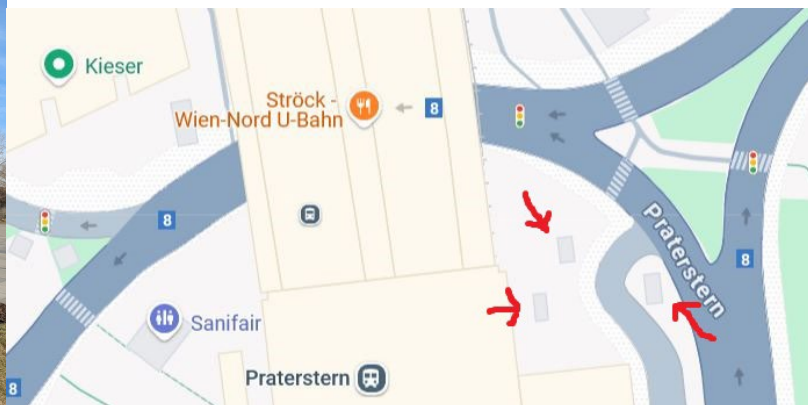 Kieser
Ströck -
Wien-Nord U-Bahn
8
8
Praterstern
8
Sanifair
Praterstern
8